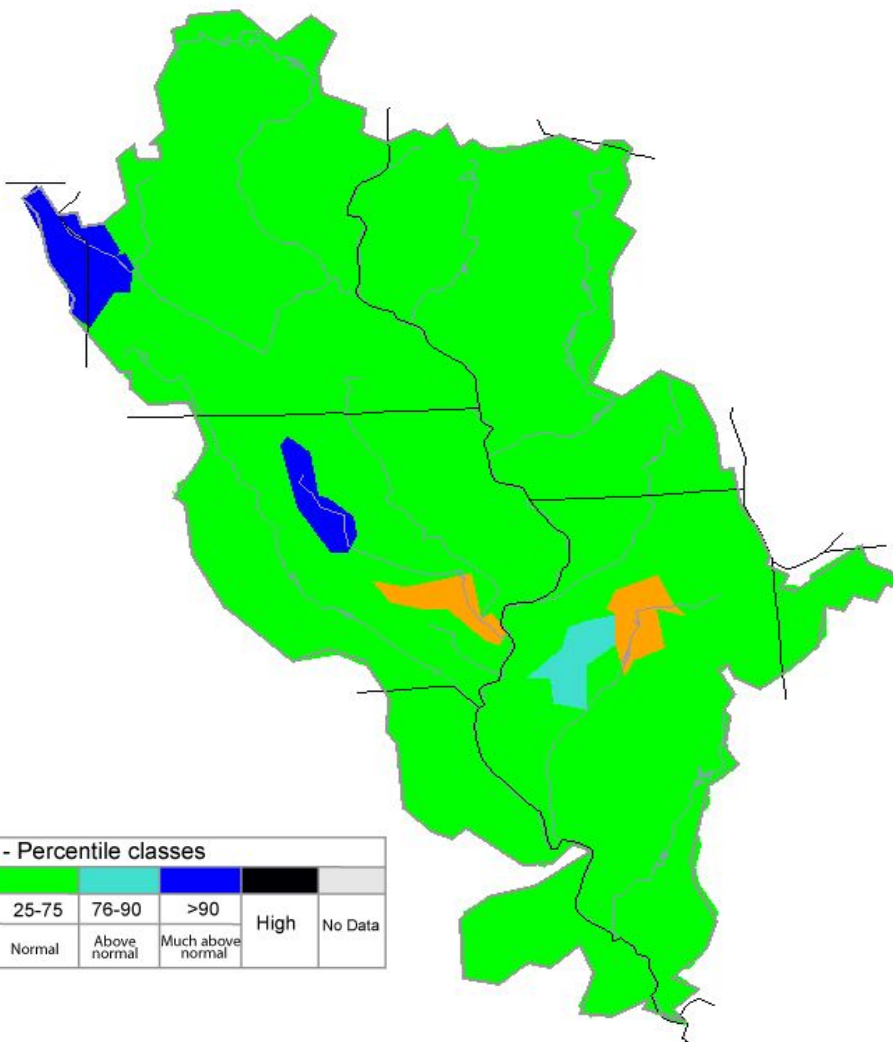 - Percentile classes
25-75
76-90
>90
High
No Data
Normal
Above
normal
Much above
normal